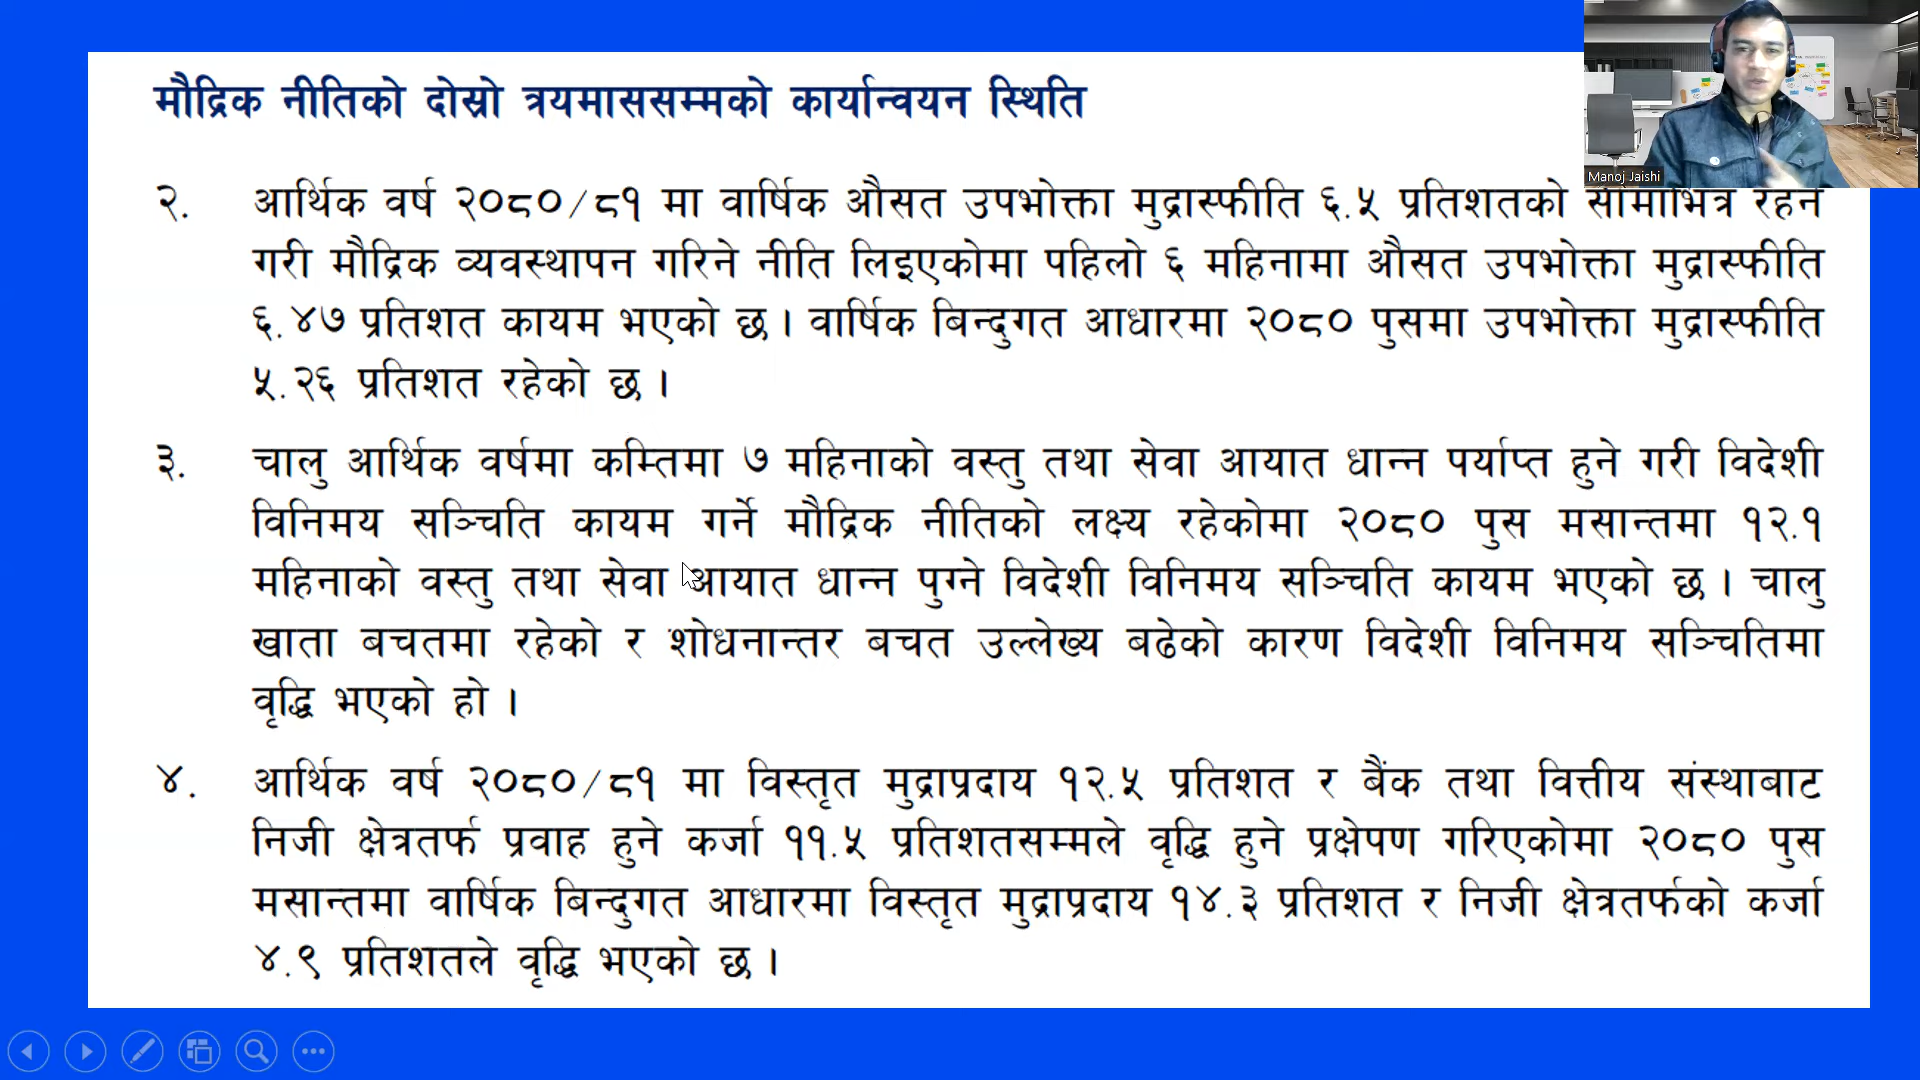 मौद्रिक नीतिको दोस्रो त्रयमाससम्मको कार्यान्वयन स्थिति
Manoj Jaishi
२. आर्थिक वर्ष २०८०/८१ मा वार्षिक औसत उपभोक्ता मुद्रास्फीति ६.५ प्रतिशतको
गरी मौद्रिक व्यवस्थापन गरिने नीति लिइएकोमा पहिलो ६ महिनामा औसत उपभोक्ता मुद्रास्फीति
६.४७ प्रतिशत कायम भएको छ । वार्षिक बिन्दुगत आधारमा २०८० पुसमा उपभोक्ता मुद्रास्फीति
५.२६ प्रतिशत रहेको छ ।
३. चालु आर्थिक वर्षमा कम्तिमा ७ महिनाको वस्तु तथा सेवा आयात धान्न पर्याप्त हुने गरी विदेशी
विनिमय सञ्चिति कायम गर्ने मौद्रिक नीतिको लक्ष्य रहेकोमा २०८० पुस मसान्तमा १२.१
महिनाको वस्तु तथा सेवा आयात धान्न पुग्ने विदेशी विनिमय सञ्चिति कायम भएको छ । चालु
खाता बचतमा रहेको र शोधनान्तर बचत उल्लेख्य बढेको कारण विदेशी विनिमय सञ्चितिमा
वृद्धि भएको हो ।
४. आर्थिक वर्ष २०८०/८१ मा विस्तृत मुद्राप्रदाय १२.५ प्रतिशत र बैंक तथा वित्तीय संस्थाबाट
निजी क्षेत्रतर्फ प्रवाह हुने कर्जा ११.५ प्रतिशतसम्मले वृद्धि हुने प्रक्षेपण गरिएकोमा २०८० पुस
मसान्तमा वार्षिक बिन्दुगत आधारमा विस्तृत मुद्राप्रदाय १४.३ प्रतिशत र निजी क्षेत्रतर्फको कर्जा
४.९ प्रतिशतले वृद्धि भएको छ ।